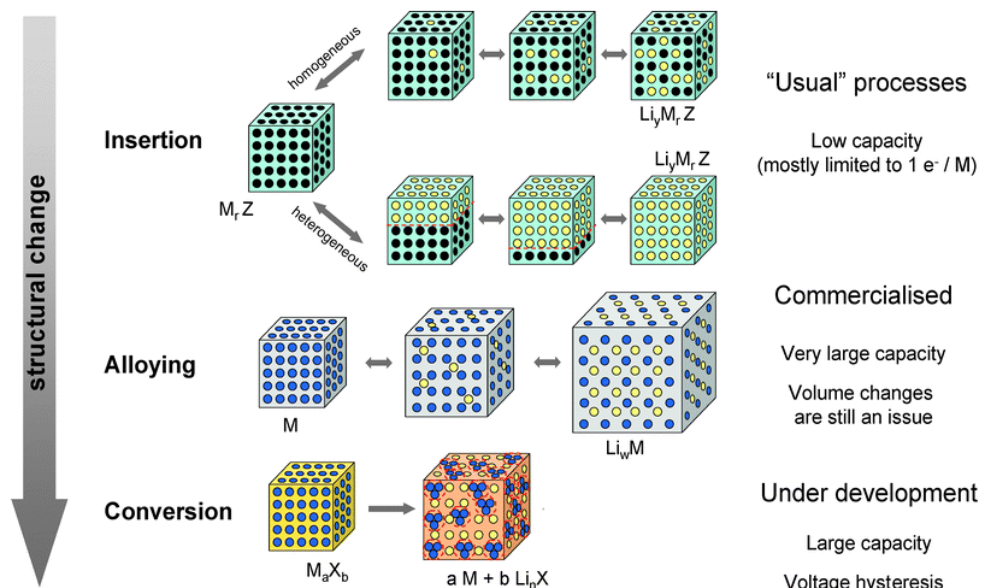 structural change
Insertion
homogeneous
heterogeneous
MrZ
LiyMrZ
LiyMrZ
"Usual" processes
Low capacity
(mostly limited to 1 e- / M)
Alloying
M
LiwM
Commercialised
Very large capacity
Volume changes
are still an issue
Conversion
MaXb
a M + b LinX
Under development
Large capacity
Voltage hysteresis